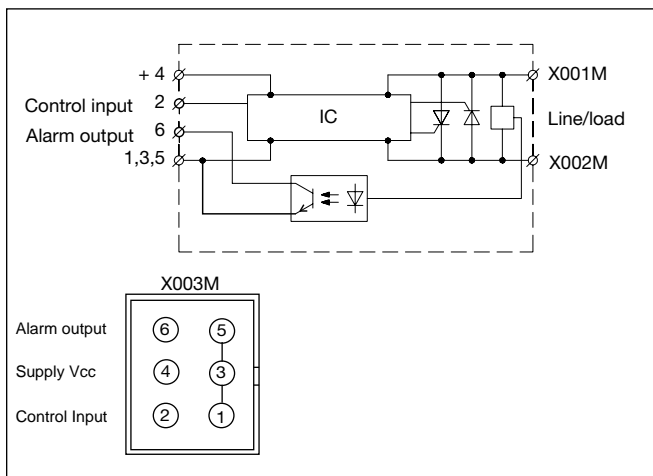 + 4
X001M
Control input 2
IC
Line/load
Alarm output 6
1,3,5
X002M
X003M
Alarm output 6 5
Supply Vcc 4 3
Control Input 2 1